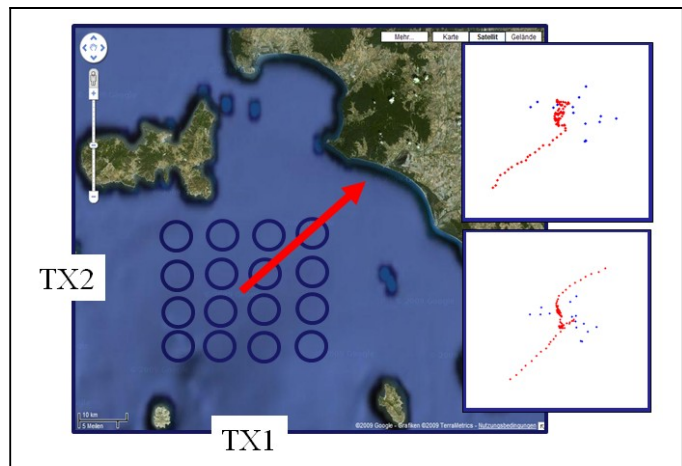 Mehr... Karte Satellit Gelände
TX2
10 km
5 Meilen
TX1
©2009 Google - Grafiken ©2009 TerraMetrics - Nutzungsbedingungen